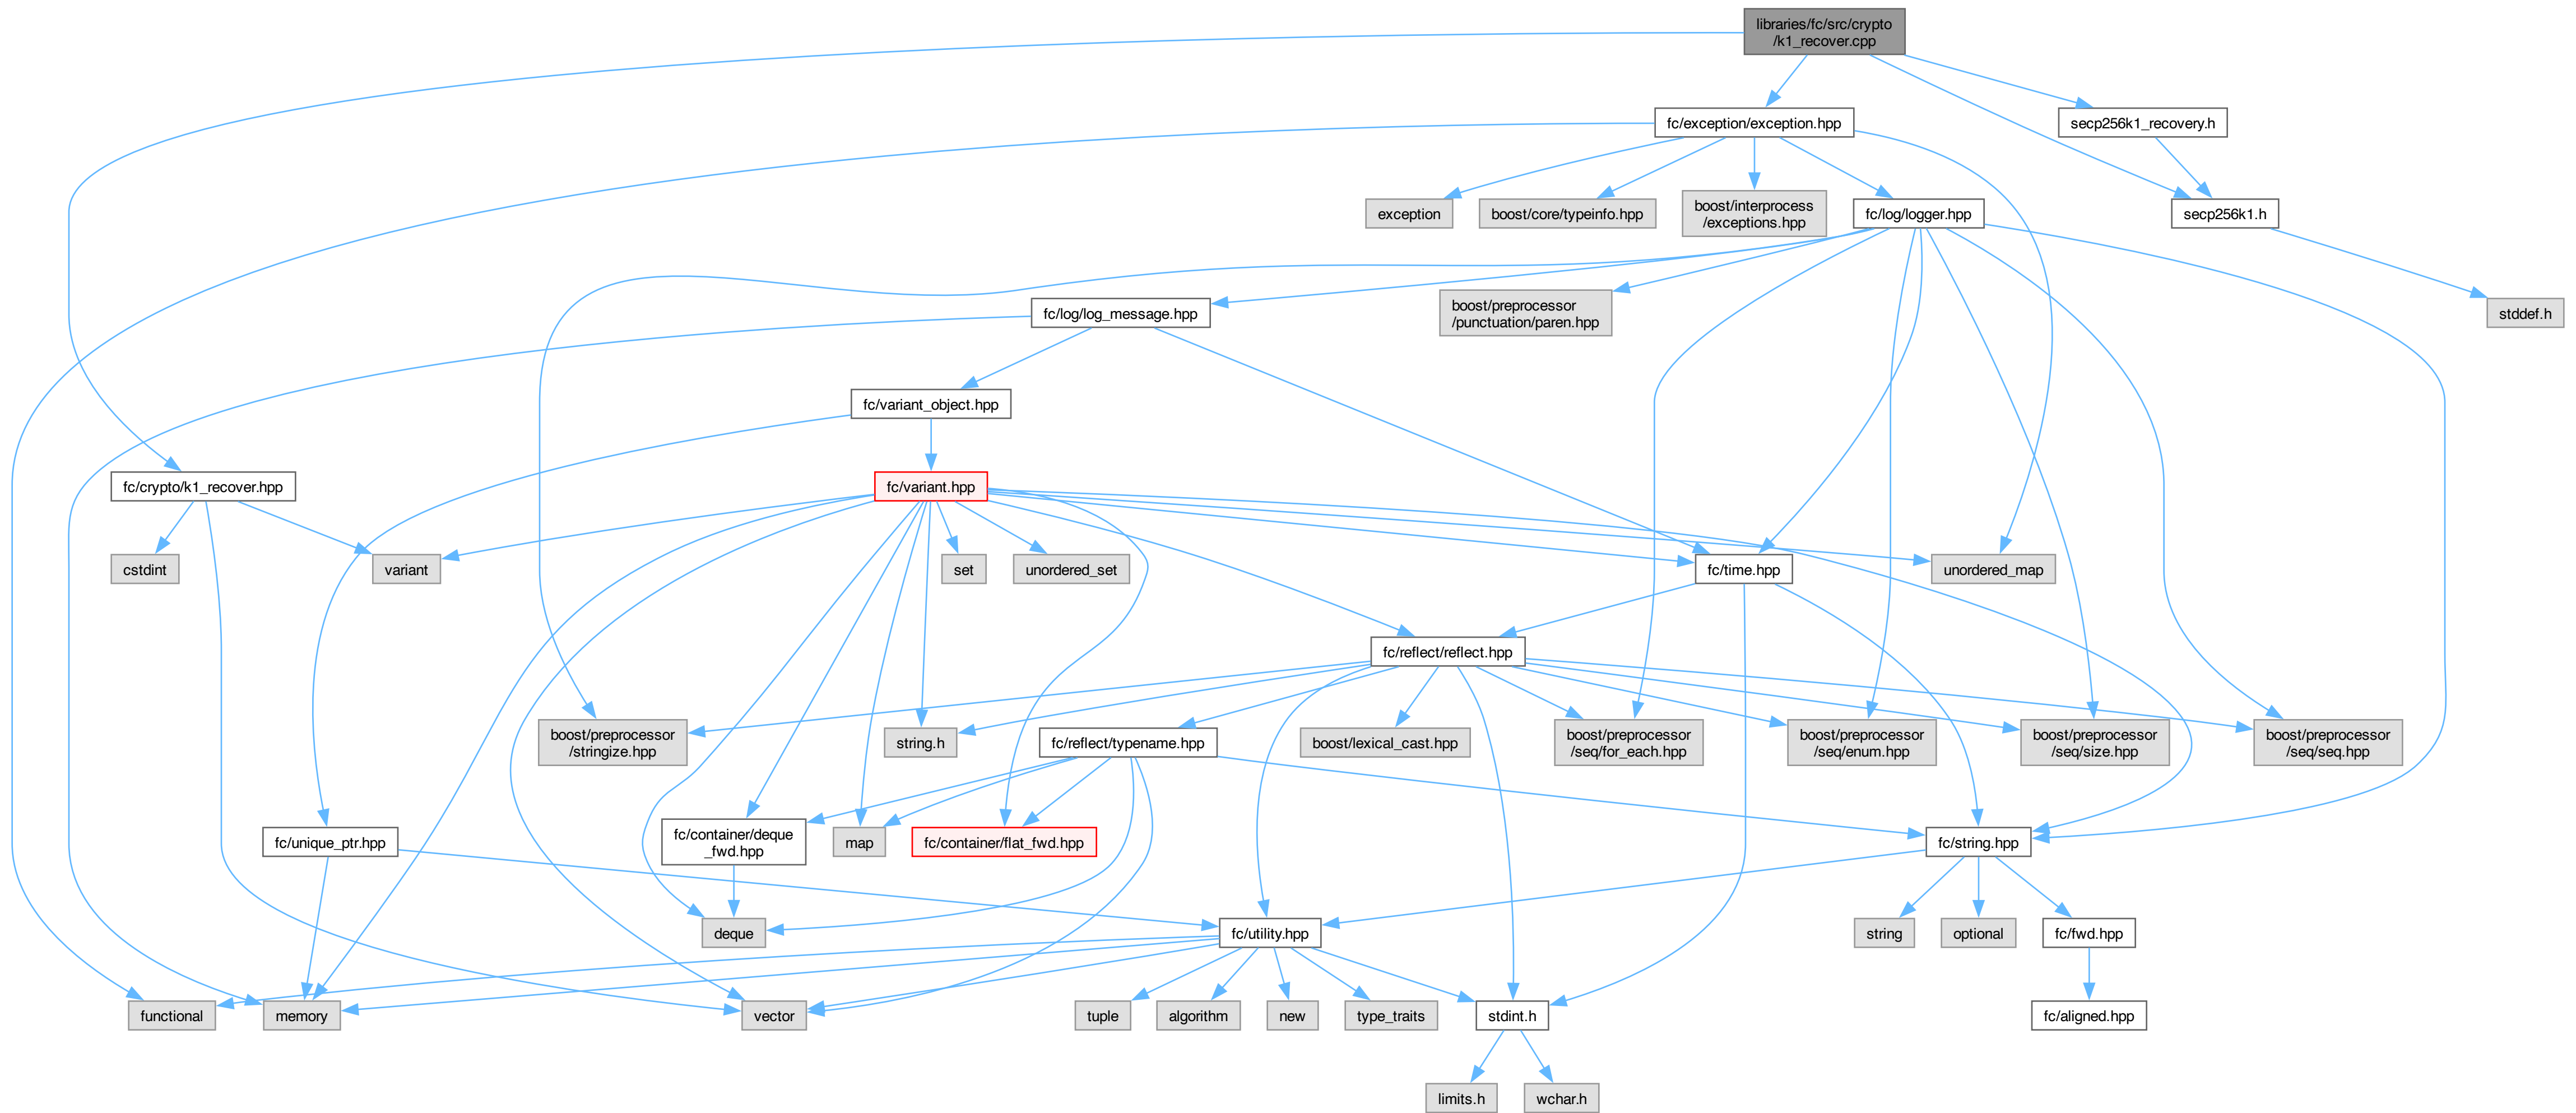 libraries/fc/src/crypto
/k1_recover.cpp
fc/exception/exception.hpp
secp256k1_recovery.h
exception
boost/core/typeinfo.hpp
boost/interprocess
/exceptions.hpp
fc/log/logger.hpp
secp256k1.h
fc/log/log_message.hpp
boost/preprocessor
/punctuation/paren.hpp
stddef.h
fc/variant_object.hpp
fc/crypto/k1_recover.hpp
fc/variant.hpp
cstdint
variant
set
unordered_set
fc/time.hpp
unordered_map
fc/reflect/reflect.hpp
boost/preprocessor
/stringize.hpp
string.h
fc/reflect/typename.hpp
boost/lexical_cast.hpp
boost/preprocessor
/seq/for_each.hpp
boost/preprocessor
/seq/enum.hpp
boost/preprocessor
/seq/size.hpp
boost/preprocessor
/seq/seq.hpp
fc/unique_ptr.hpp
fc/container/deque
_fwd.hpp
map
fc/container/flat_fwd.hpp
fc/string.hpp
deque
fc/utility.hpp
string
optional
fc/fwd.hpp
functional
memory
vector
tuple
algorithm
new
type_traits
stdint.h
fc/aligned.hpp
limits.h
wchar.h